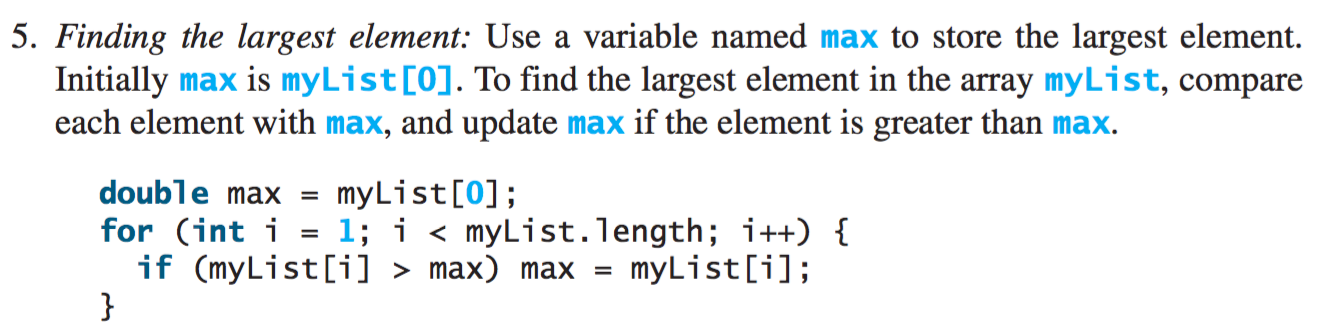 5. Finding the largest element: Use a variable named max to store the largest element.
Initially max is myList[0]. To find the largest element in the array myList, compare
each element with max, and update max if the element is greater than max.
double max = myList[0];
for (int i = 1; i < myList.length; i++) {
  if (myList[i] > max) max = myList[i];
}